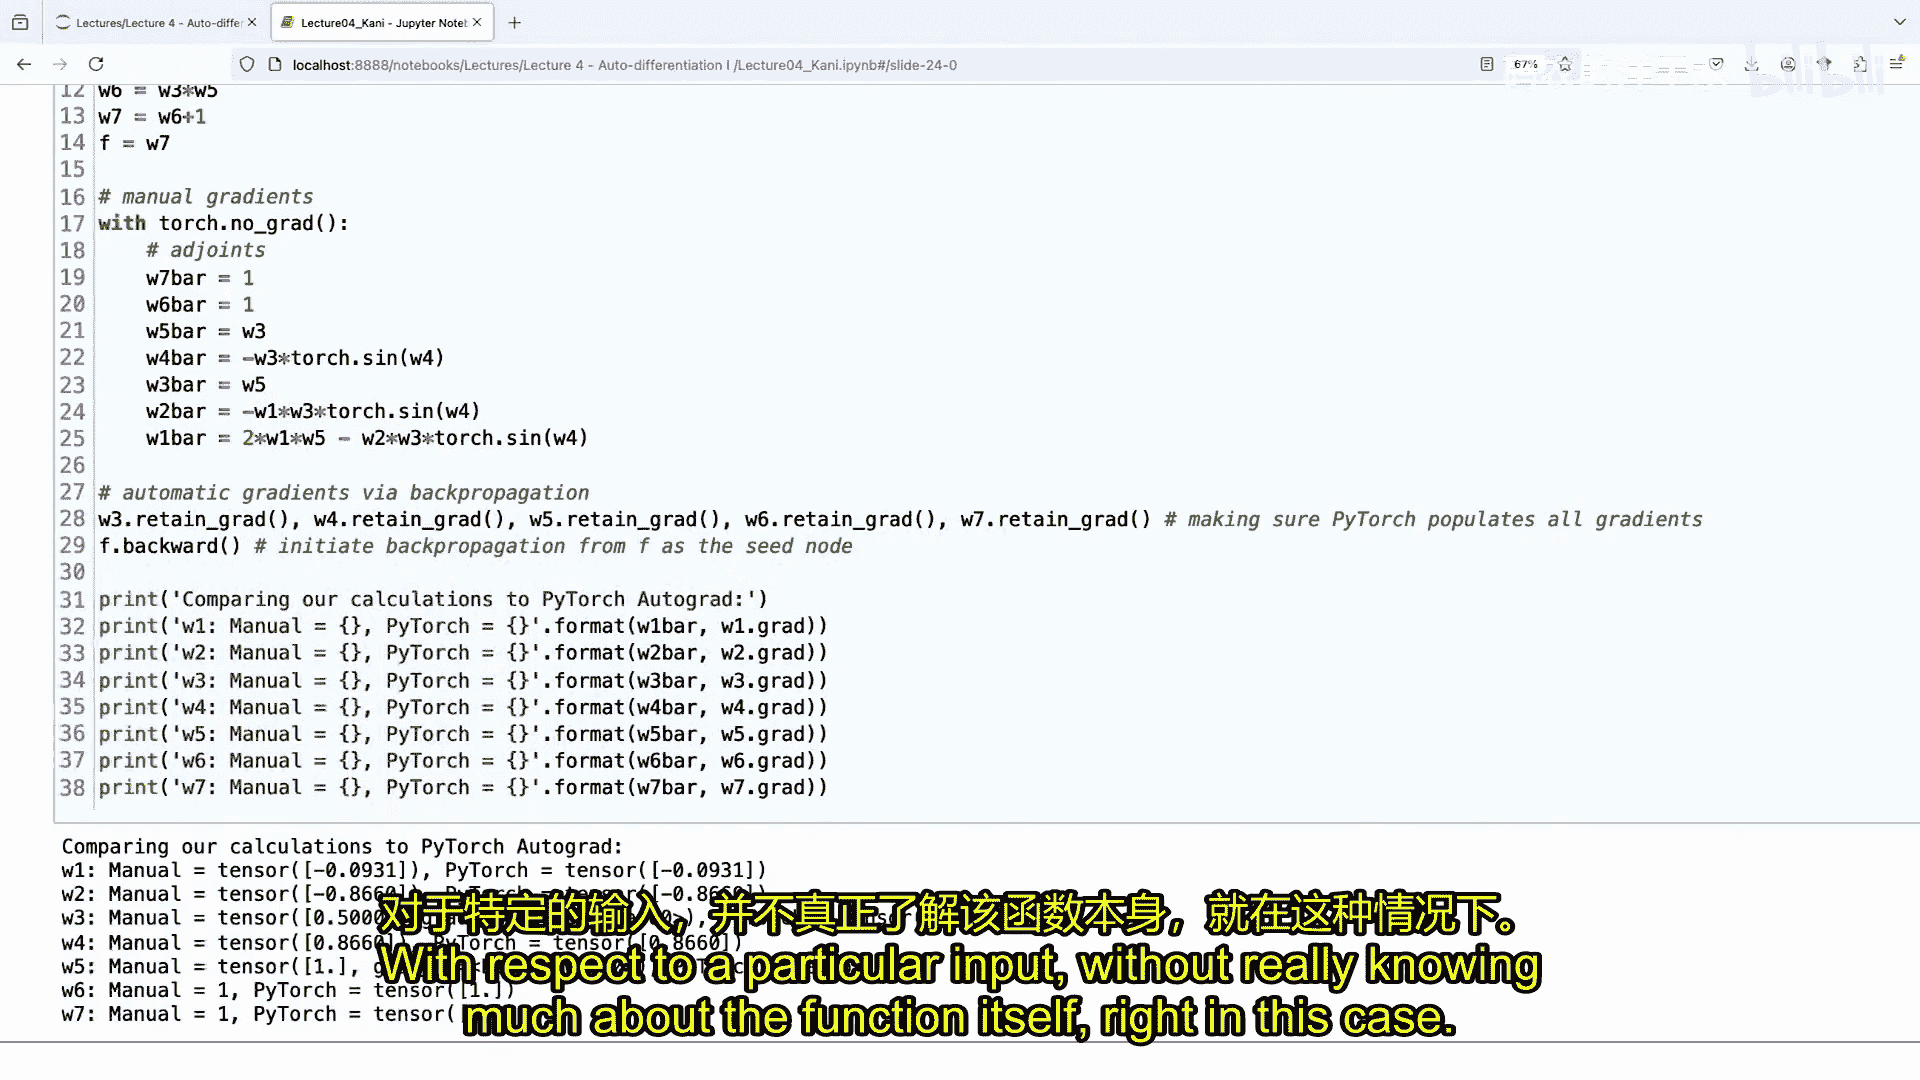 Lectures/Lecture 4 - Auto-differ
Lecture04_Kani - Jupyter Noteb
localhost:8888/notebooks/Lectures/Lecture 4 - Auto-differentiation I /Lecture04_Kani.ipynb#/slide-24-0
67%
bilibili
12 w6 = w3*w5
13 w7 = w6+1
14 f = w7
15
16 # manual gradients
17 with torch.no_grad():
18 # adjoints
19 w7bar = 1
20 w6bar = 1
21 w5bar = w3
22 w4bar = -w3*torch.sin(w4)
23 w3bar = w5
24 w2bar = -w1*w3*torch.sin(w4)
25 w1bar = 2*w1*w5 - w2*w3*torch.sin(w4)
26
27 # automatic gradients via backpropagation
28 w3.retain_grad(), w4.retain_grad(), w5.retain_grad(), w6.retain_grad(), w7.retain_grad() # making sure PyTorch populates all gradients
29 f.backward() # initiate backpropagation from f as the seed node
30
31 print('Comparing our calculations to PyTorch Autograd:')
32 print('w1: Manual = {}, PyTorch = {}'.format(w1bar, w1.grad))
33 print('w2: Manual = {}, PyTorch = {}'.format(w2bar, w2.grad))
34 print('w3: Manual = {}, PyTorch = {}'.format(w3bar, w3.grad))
35 print('w4: Manual = {}, PyTorch = {}'.format(w4bar, w4.grad))
36 print('w5: Manual = {}, PyTorch = {}'.format(w5bar, w5.grad))
37 print('w6: Manual = {}, PyTorch = {}'.format(w6bar, w6.grad))
38 print('w7: Manual = {}, PyTorch = {}'.format(w7bar, w7.grad))
Comparing our calculations to PyTorch Autograd:
w1: Manual = tensor([-0.0931]), PyTorch = tensor([-0.0931])
w2: Manual = tensor([-0.8660]), PyTorch = tensor([-0.8660])
w3: Manual = tensor([0.5000
w4: Manual = tensor([0.8660]), PyTorch = tensor([0.8660])
w5: Manual = tensor([1.],
w6: Manual = 1, PyTorch = tensor([1.])
w7: Manual = 1, PyTorch = tensor(
对于特定的输入，并不真正了解该函数本身，就在这种情况下。
With respect to a particular input, without really knowing
much about the function itself, right in this case.